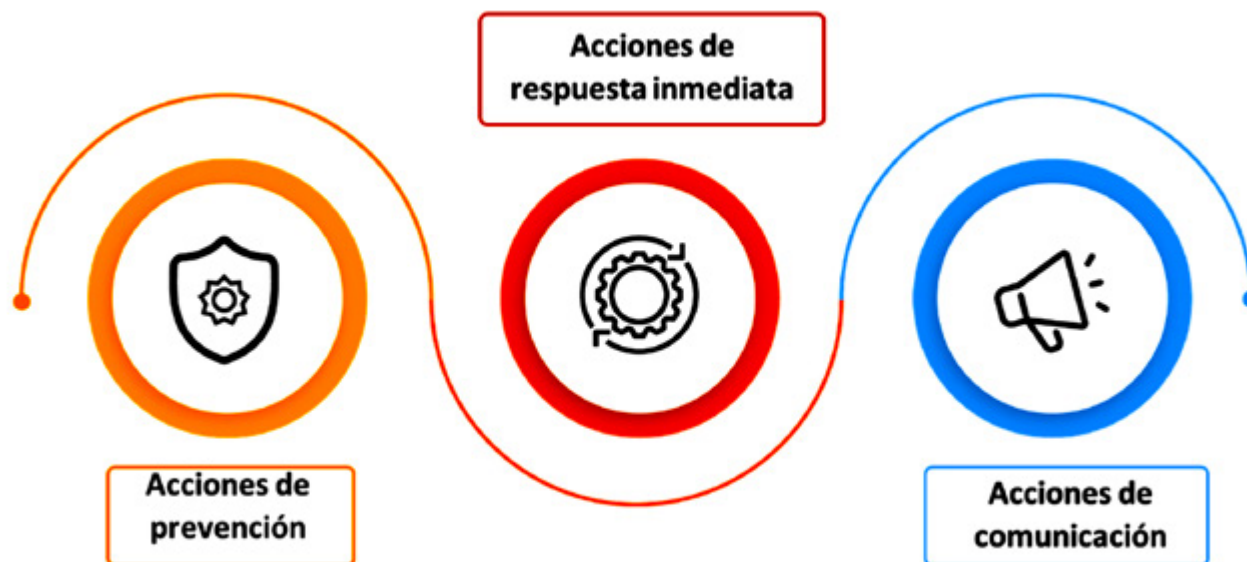 Acciones de
respuesta inmediata
Acciones de
prevención
Acciones de
comunicación